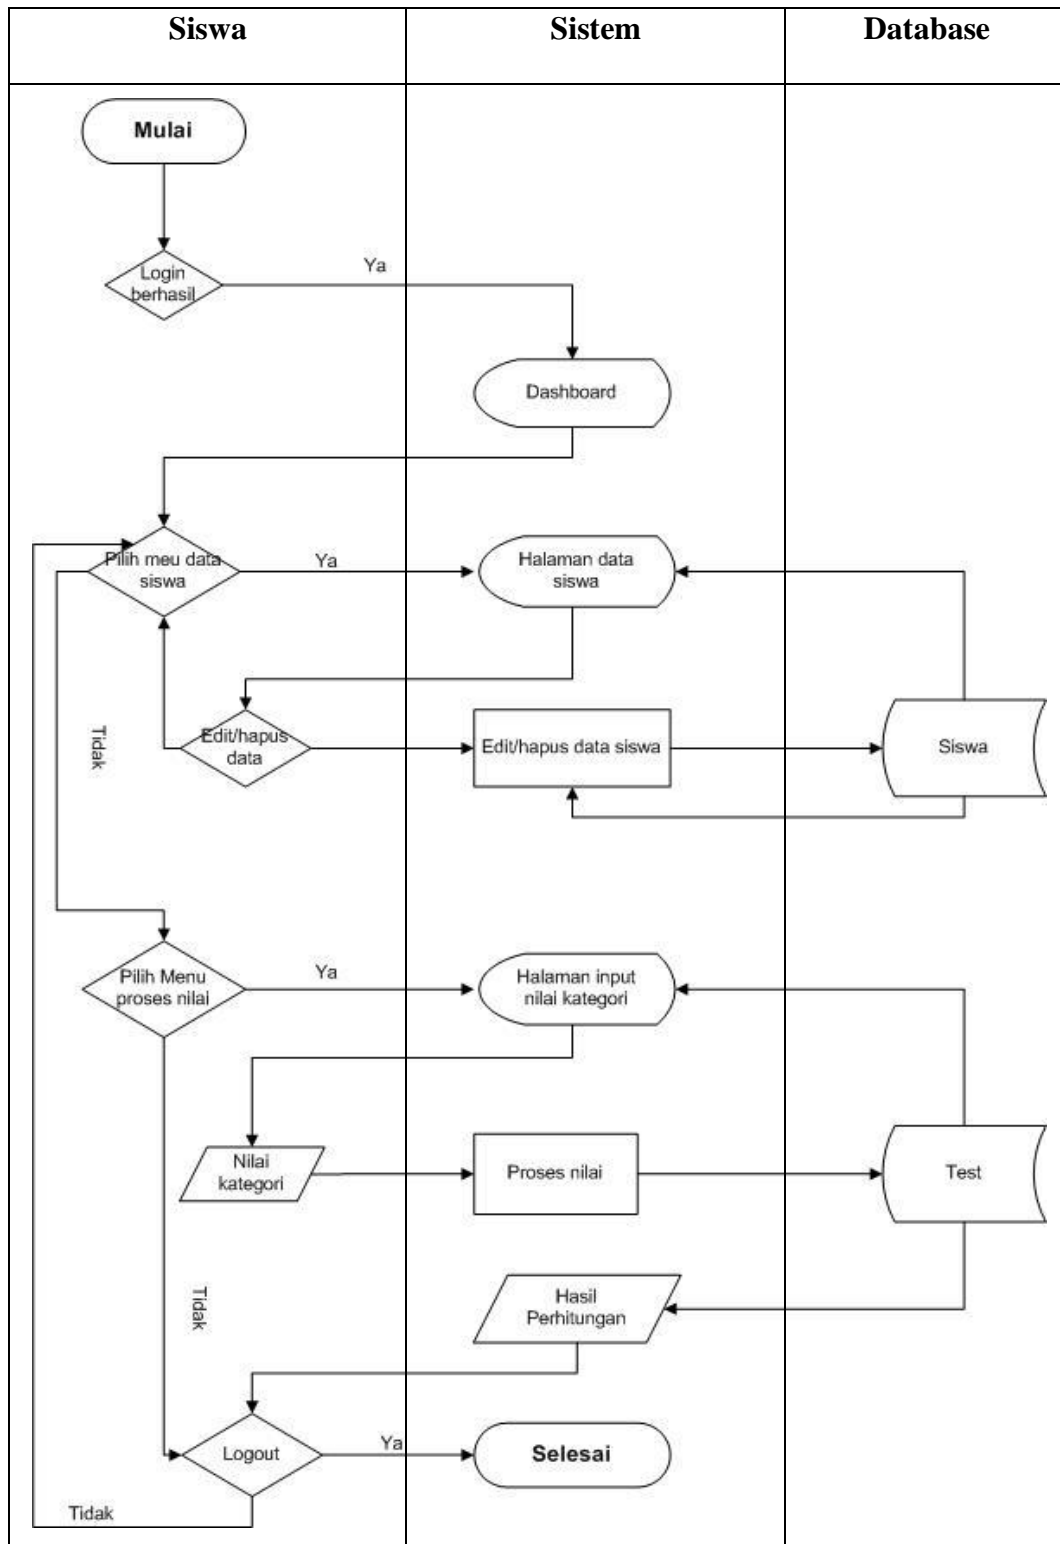 Siswa
Sistem
Database
Mulai
Login
berhasil
Ya
Dashboard
Pilih meu data
siswa
Ya
Halaman data
siswa
Tidak
Edit/hapus
data
Edit/hapus data siswa
Siswa
Pilih Menu
proses nilai
Ya
Halaman input
nilai kategori
Nilai
kategori
Proses nilai
Test
Tidak
Hasil
Perhitungan
Logout
Ya
Selesai
Tidak